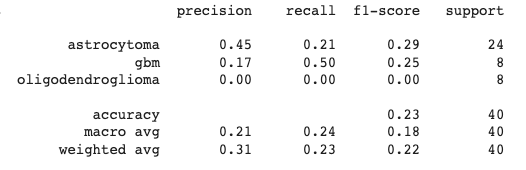 precision recall f1-score support
astrocytoma 0.45 0.21 0.29 24
gbm 0.17 0.50 0.25 8
oligodendroglioma 0.00 0.00 0.00 8
accuracy 0.23 40
macro avg 0.21 0.24 0.18 40
weighted avg 0.31 0.23 0.22 40